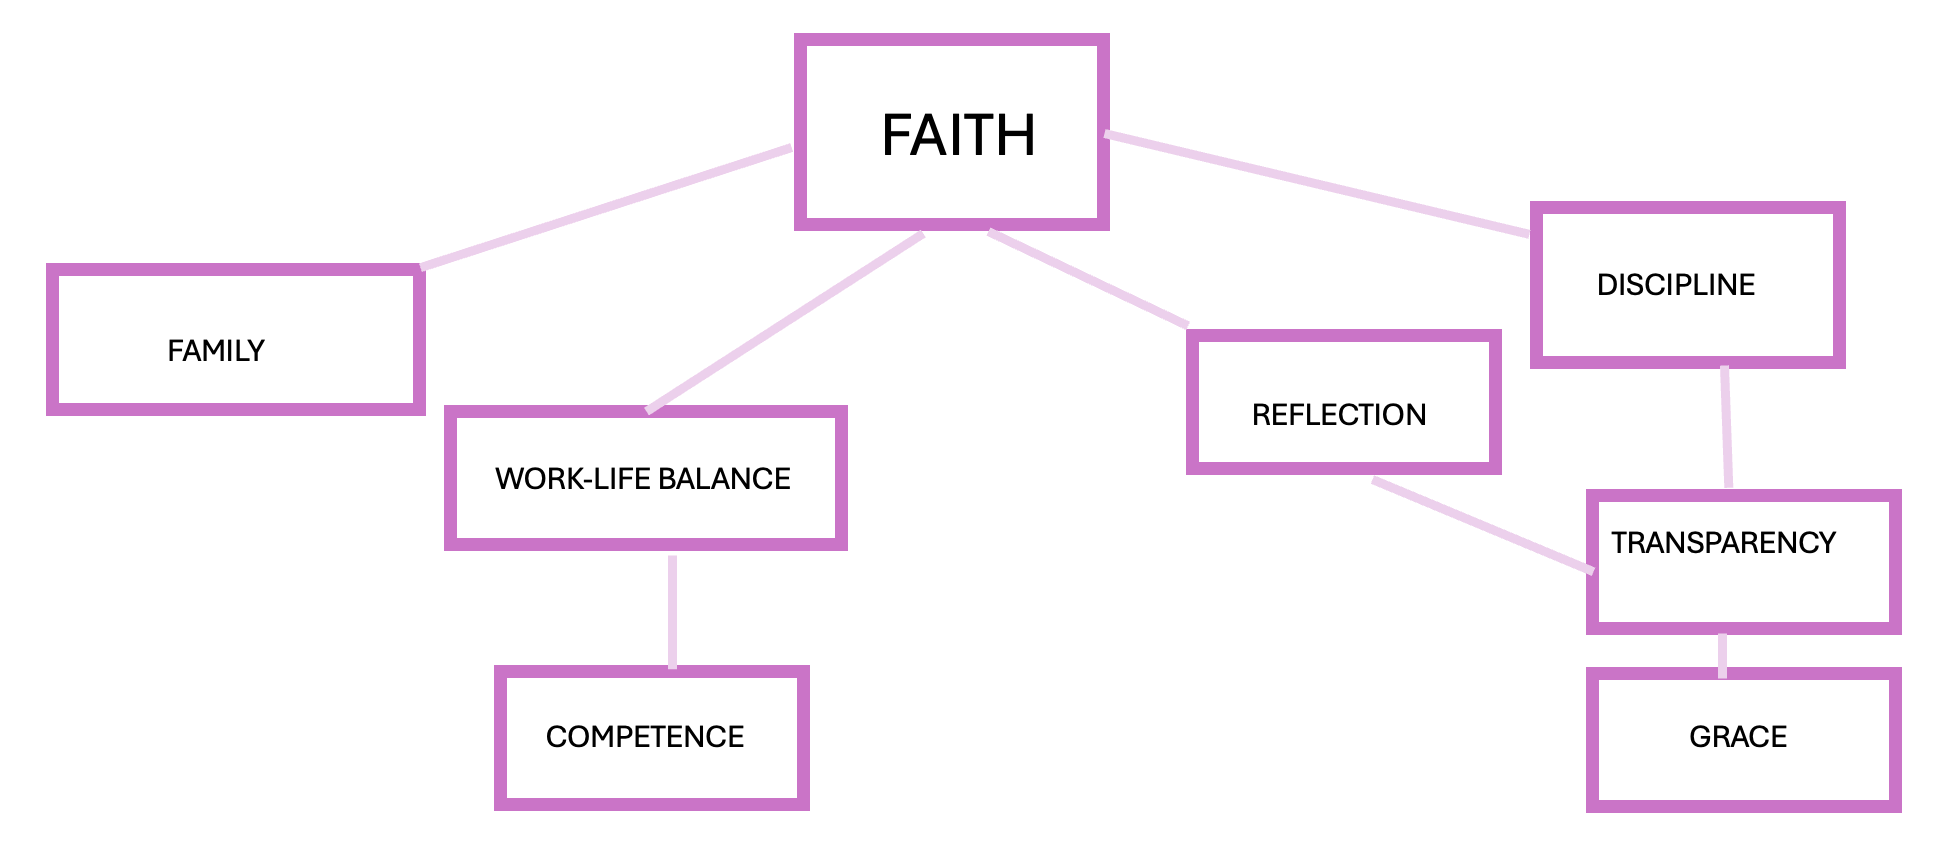 FAITH
DISCIPLINE
FAMILY
REFLECTION
WORK-LIFE BALANCE
TRANSPARENCY
COMPETENCE
GRACE